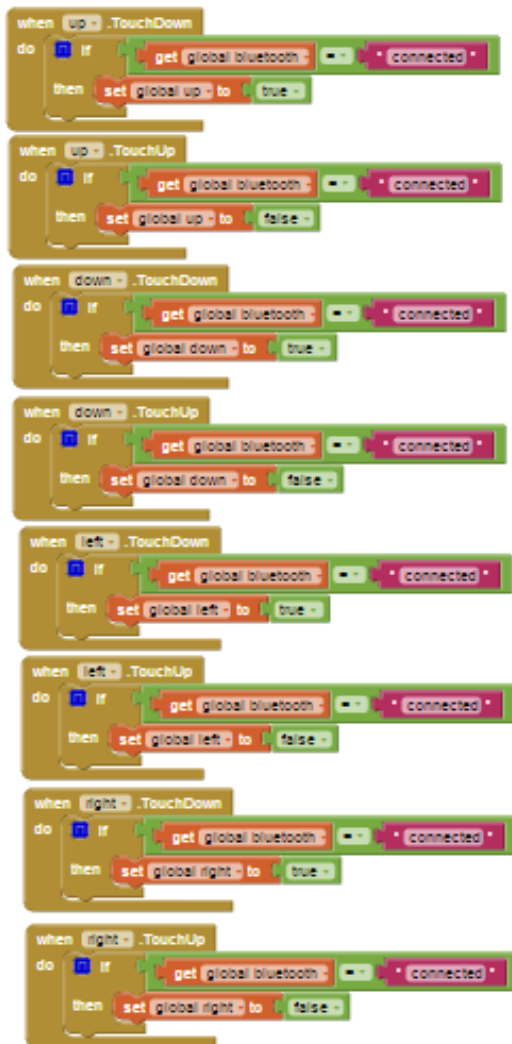 when up .TouchDown
do if get global bluetooth = " connected "
then set global up to true
when up .TouchUp
do if get global bluetooth = " connected "
then set global up to false
when down .TouchDown
do if get global bluetooth = " connected "
then set global down to true
when down .TouchUp
do if get global bluetooth = " connected "
then set global down to false
when left .TouchDown
do if get global bluetooth = " connected "
then set global left to true
when left .TouchUp
do if get global bluetooth = " connected "
then set global left to false
when right .TouchDown
do if get global bluetooth = " connected "
then set global right to true
when right .TouchUp
do if get global bluetooth = " connected "
then set global right to false